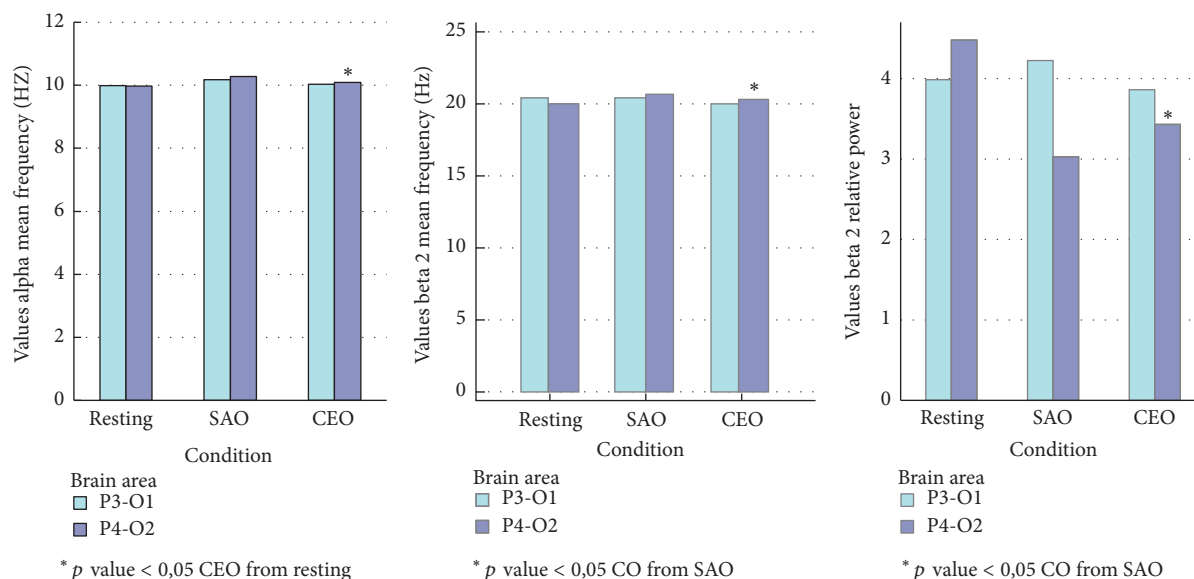 Values alpha mean frequency (HZ)
12
10
8
6
4
2
0
*
Resting SAO CEO
Condition
Brain area
P3-O1
P4-O2
* p value < 0,05 CEO from resting
Values beta 2 mean frequency (Hz)
25
20
15
10
5
0
*
Resting SAO CEO
Condition
Brain area
P3-O1
P4-O2
* p value < 0,05 CO from SAO
Values beta 2 relative power
4
3
2
1
0
*
Resting SAO CEO
Condition
Brain area
P3-O1
P4-O2
* p value < 0,05 CO from SAO